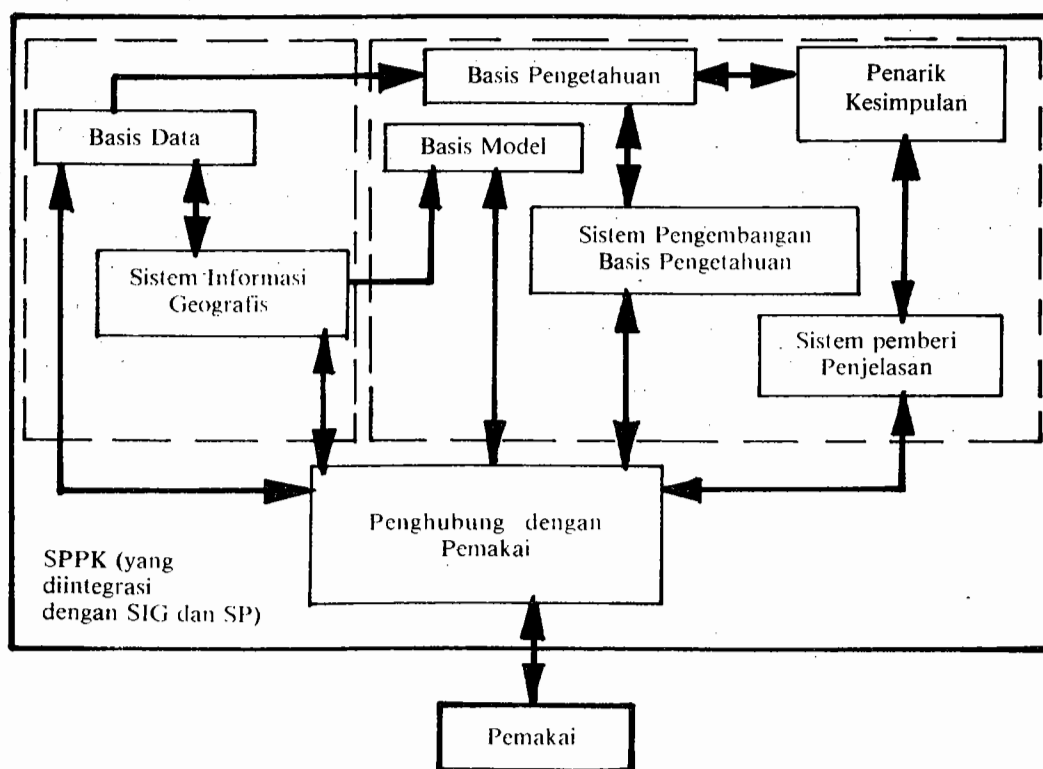 Basis Pengetahuan
Penarik
Kesimpulan
Basis Data
Basis Model
Sistem Pengembangan
Basis Pengetahuan
Sistem Informasi
Geografis
Sistem pemberi
Penjelasan
Penghubung dengan
Pemakai
SPPK (yang
diintegrasi
dengan SIG dan SP)
Pemakai